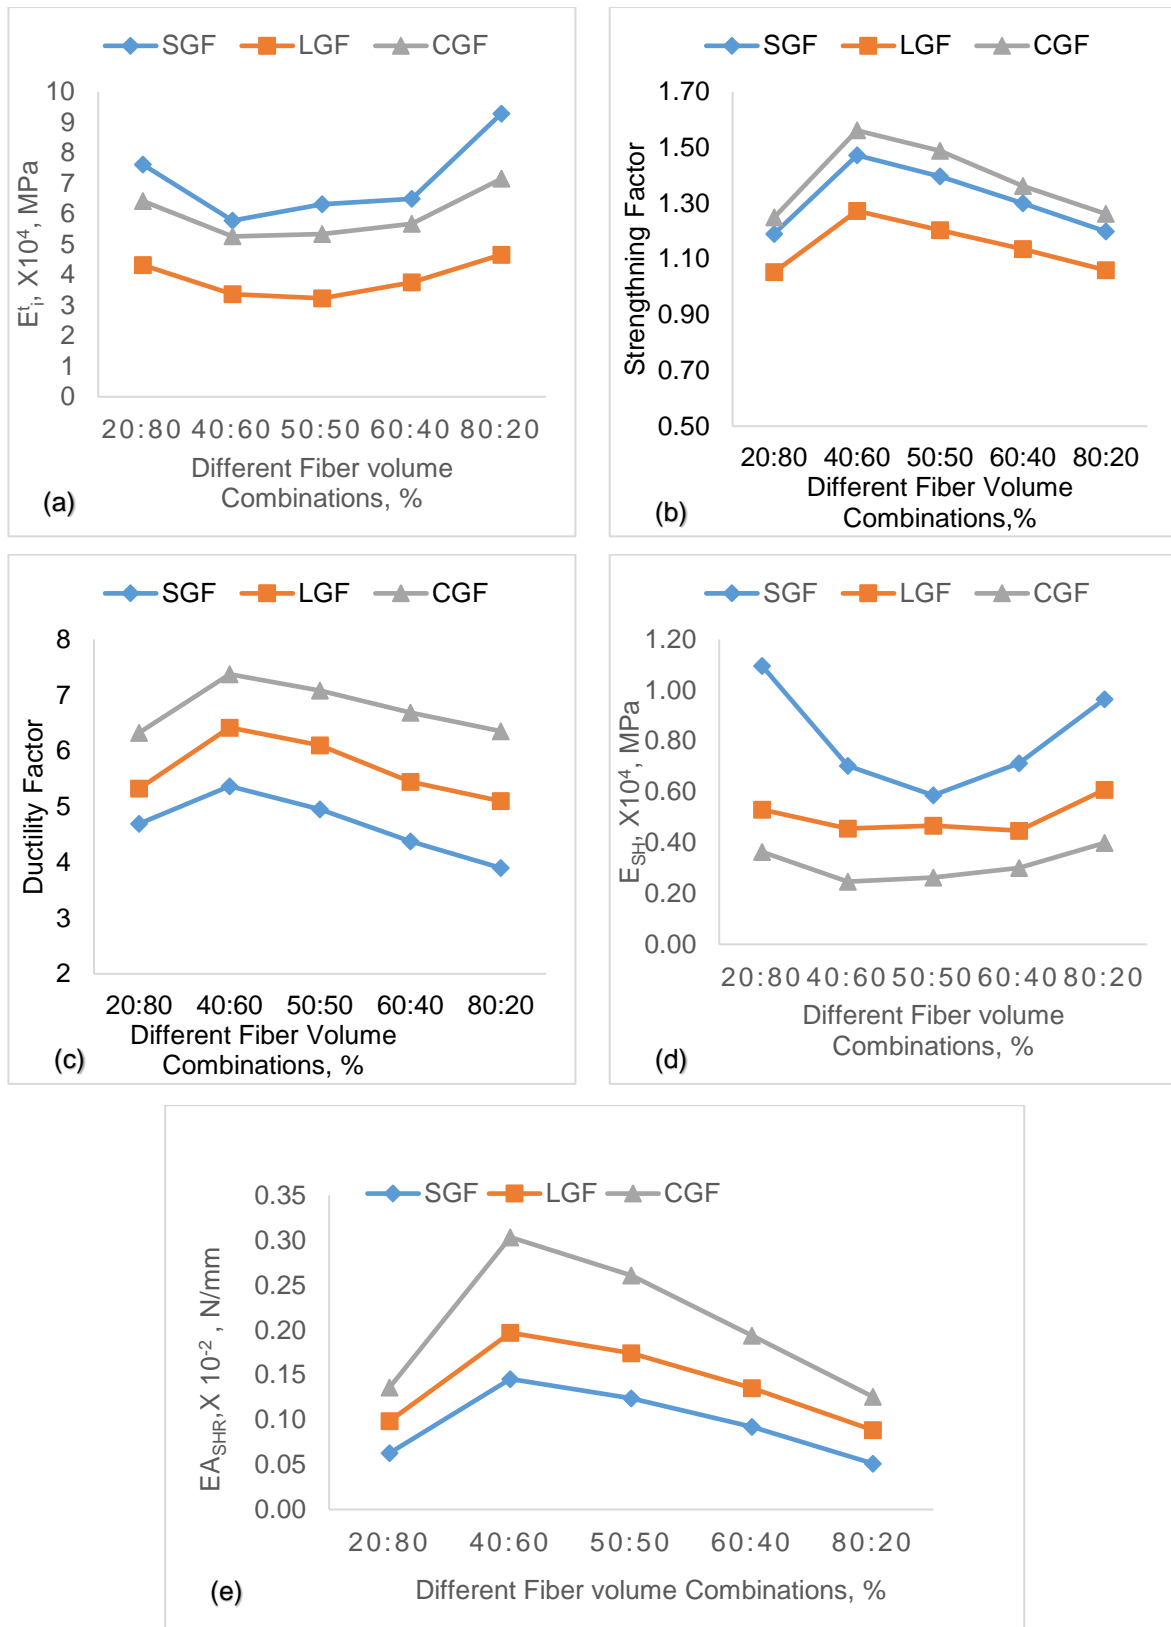 SGF LGF CGF
10
9
8
7
6
5
4
3
2
1
0
E^t_i, X10^4, MPa
20:80 40:60 50:50 60:40 80:20
Different Fiber volume
Combinations, %
(a)
SGF LGF CGF
1.70
1.50
1.30
1.10
0.90
0.70
0.50
Strengthning Factor
20:80 40:60 50:50 60:40 80:20
Different Fiber Volume
Combinations,%
(b)
SGF LGF CGF
8
7
6
5
4
3
2
Ductility Factor
20:80 40:60 50:50 60:40 80:20
Different Fiber Volume
Combinations, %
(c)
SGF LGF CGF
1.20
1.00
0.80
0.60
0.40
0.20
0.00
E_SH, X10^4, MPa
20:80 40:60 50:50 60:40 80:20
Different Fiber volume
Combinations, %
(d)
SGF LGF CGF
0.35
0.30
0.25
0.20
0.15
0.10
0.05
0.00
EA_SHR,X 10^-2 , N/mm
20:80 40:60 50:50 60:40 80:20
Different Fiber volume Combinations, %
(e)